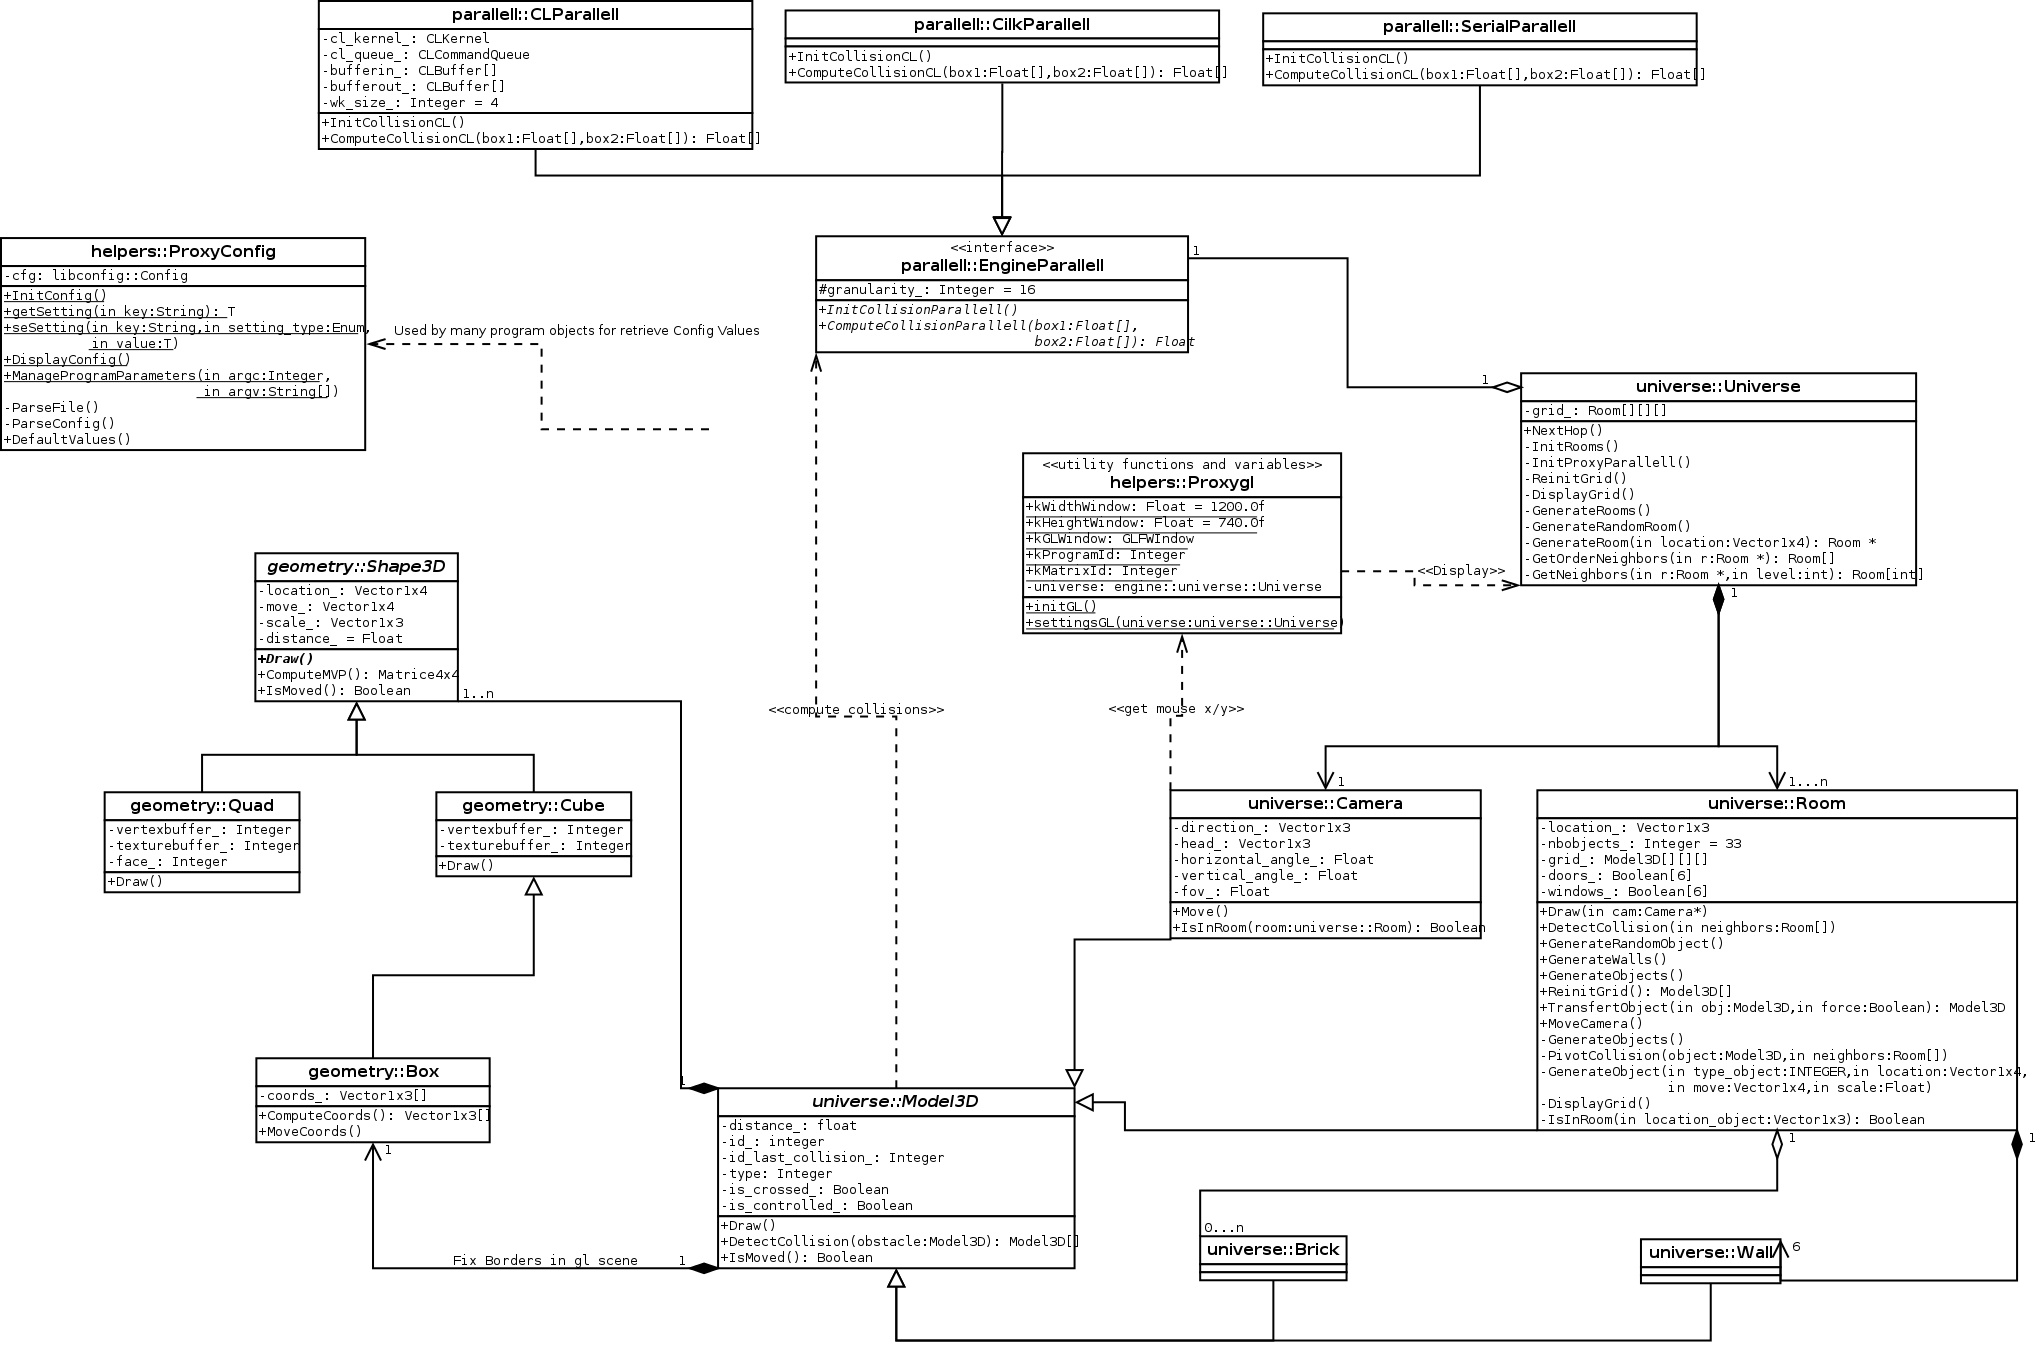 parallell::CLParallell
-cl_kernel_: CLKernel
-cl_queue_: CLCommandQueue
-bufferin_: CLBuffer[]
-bufferout_: CLBuffer[]
-wk_size_: Integer = 4
+InitCollisionCL()
+ComputeCollisionCL(box1:Float[],box2:Float[]): Float[]
parallell::CilkParallell
+InitCollisionCL()
+ComputeCollisionCL(box1:Float[],box2:Float[]): Float[]
parallell::SerialParallell
+InitCollisionCL()
+ComputeCollisionCL(box1:Float[],box2:Float[]): Float[]
helpers::ProxyConfig
-cfg: libconfig::Config
+InitConfig()
+getSetting(in key:String): T
+seSetting(in key:String,in setting_type:Enum,
in value:T)
+DisplayConfig()
+ManageProgramParameters(in argc:Integer,
in argv:String[])
-ParseFile()
-ParseConfig()
+DefaultValues()
Used by many program objects for retrieve Config Values
<<interface>>
parallell::EngineParallell
#granularity_: Integer = 16
+InitCollisionParallell()
+ComputeCollisionParallell(box1:Float[],
box2:Float[]): Float
1
1
universe::Universe
-grid_: Room[][][]
+NextHop()
-InitRooms()
-InitProxyParallell()
-ReinitGrid()
-DisplayGrid()
-GenerateRooms()
-GenerateRandomRoom()
-GenerateRoom(in location:Vector1x4): Room *
-GetOrderNeighbors(in r:Room *): Room[]
-GetNeighbors(in r:Room *,in level:int): Room[int]
1
<<utility functions and variables>>
helpers::Proxygl
+kWidthWindow: Float = 1200.0f
+kHeightWindow: Float = 740.0f
+kGLWindow: GLFWIndow
+kProgramId: Integer
+kMatrixId: Integer
-universe: engine::universe::Universe
+initGL()
+settingsGL(universe:universe::Universe)
<<Display>>
geometry::Shape3D
-location_: Vector1x4
-move_: Vector1x4
-scale_: Vector1x3
-distance_ = Float
+Draw()
+ComputeMVP(): Matrice4x4
+IsMoved(): Boolean
1..n
<<compute collisions>>
<<get mouse x/y>>
geometry::Quad
-vertexbuffer_: Integer
-texturebuffer_: Integer
-face_: Integer
+Draw()
geometry::Cube
-vertexbuffer_: Integer
-texturebuffer_: Integer
+Draw()
1
universe::Camera
-direction_: Vector1x3
-head_: Vector1x3
-horizontal_angle_: Float
-vertical_angle_: Float
-fov_: Float
+Move()
+IsInRoom(room:universe::Room): Boolean
1...n
universe::Room
-location_: Vector1x3
-nbobjects_: Integer = 33
-grid_: Model3D[][][]
-doors_: Boolean[6]
-windows_: Boolean[6]
+Draw(in cam:Camera*)
+DetectCollision(in neighbors:Room[])
+GenerateRandomObject()
+GenerateWalls()
+GenerateObjects()
+ReinitGrid(): Model3D[]
+TransfertObject(in obj:Model3D,in force:Boolean): Model3D
+MoveCamera()
-GenerateObjects()
-PivotCollision(object:Model3D,in neighbors:Room[])
-GenerateObject(in type_object:INTEGER,in location:Vector1x4,
in move:Vector1x4,in scale:Float)
-DisplayGrid()
-IsInRoom(in location_object:Vector1x3): Boolean
1
1
geometry::Box
-coords_: Vector1x3[]
+ComputeCoords(): Vector1x3[]
+MoveCoords()
1
1
universe::Model3D
-distance_: float
-id_: integer
-id_last_collision_: Integer
-type: Integer
-is_crossed_: Boolean
-is_controlled_: Boolean
+Draw()
+DetectCollision(obstacle:Model3D): Model3D[]
+IsMoved(): Boolean
Fix Borders in gl scene
1
0...n
universe::Brick
universe::Wall
6